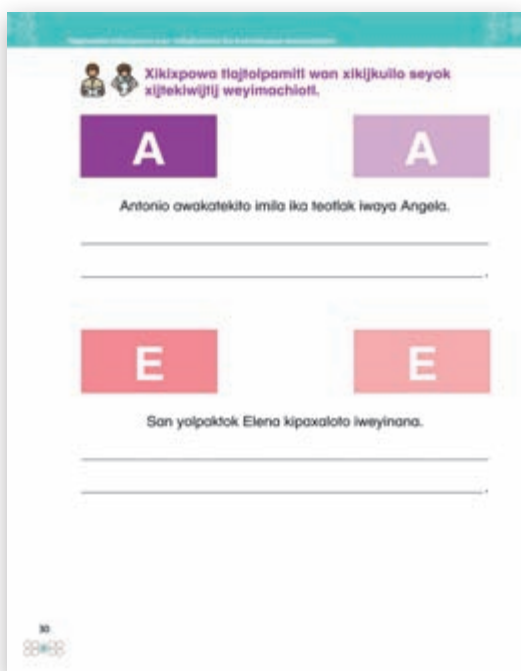 Xikixpowa tlajtolpamitl wan xikijkuilo seyok
xijtekiwijtij weyimachiotl.
A A
Antonio awakatekito imila ika teotlak iwaya Angela.
E E
San yolpaktok Elena kipaxaloto iweyinana.
30